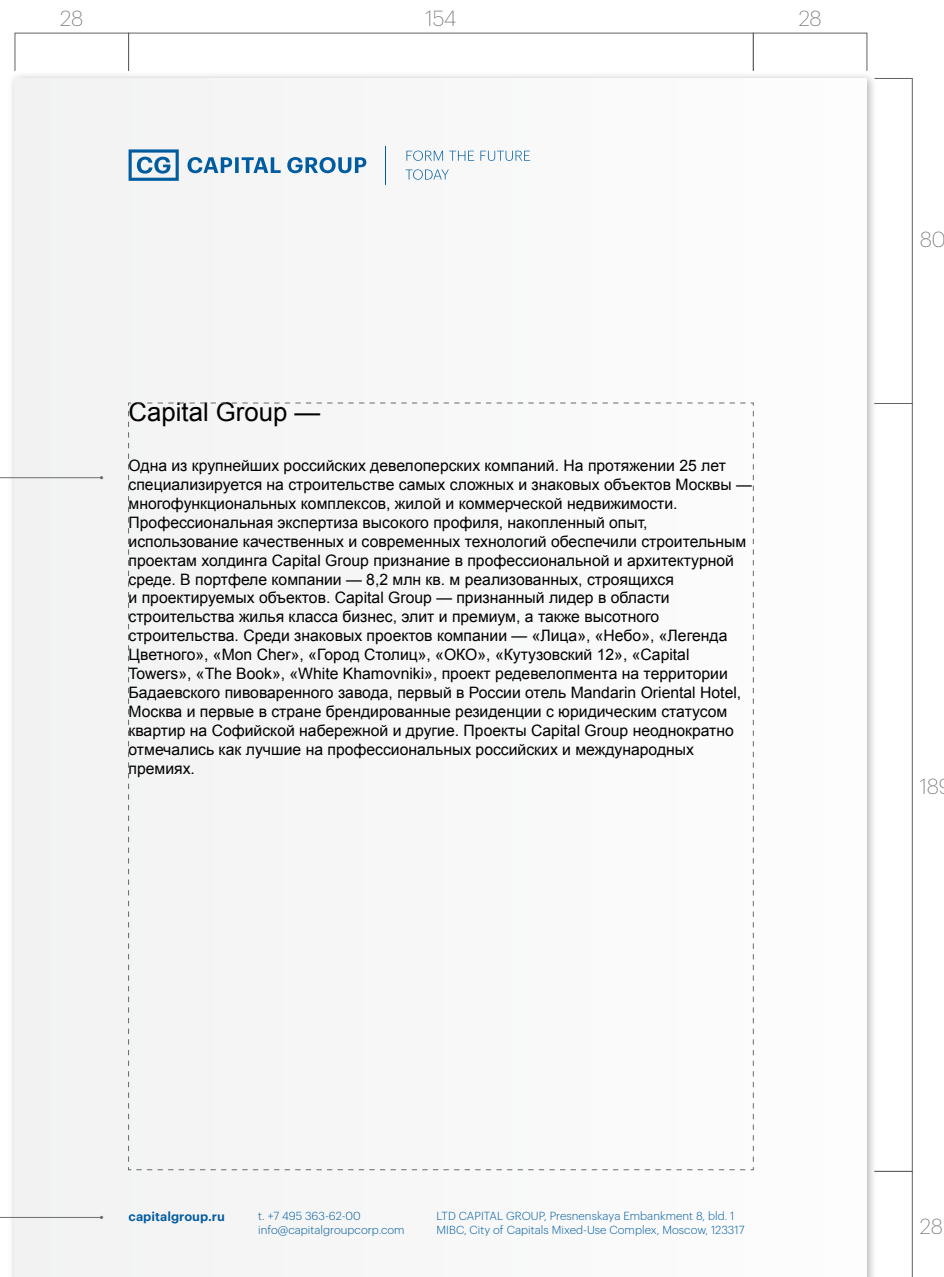 28 154 28
CG CAPITAL GROUP
FORM THE FUTURE
TODAY
80
Capital Group —
Одна из крупнейших российских девелоперских компаний. На протяжении 25 лет
специализируется на строительстве самых сложных и знаковых объектов Москвы —
многофункциональных комплексов, жилой и коммерческой недвижимости.
Профессиональная экспертиза высокого профиля, накопленный опыт,
использование качественных и современных технологий обеспечили строительным
проектам холдинга Capital Group признание в профессиональной и архитектурной
среде. В портфеле компании — 8,2 млн кв. м реализованных, строящихся
и проектируемых объектов. Capital Group — признанный лидер в области
строительства жилья класса бизнес, элит и премиум, а также высотного
строительства. Среди знаковых проектов компании — «Лица», «Небо», «Легенда
Цветного», «Mon Cher», «Город Столиц», «ОКО», «Кутузовский 12», «Capital
Towers», «The Book», «White Khamovniki», проект редевелопмента на территории
Бадаевского пивоваренного завода, первый в России отель Mandarin Oriental Hotel,
Москва и первые в стране брендированные резиденции с юридическим статусом
квартир на Софийской набережной и другие. Проекты Capital Group неоднократно
отмечались как лучшие на профессиональных российских и международных
премиях.
189
capitalgroup.ru
t. +7 495 363-62-00
info@capitalgroupcorp.com
LTD CAPITAL GROUP, Presnenskaya Embankment 8, bld. 1
MIBC, City of Capitals Mixed-Use Complex, Moscow, 123317
28